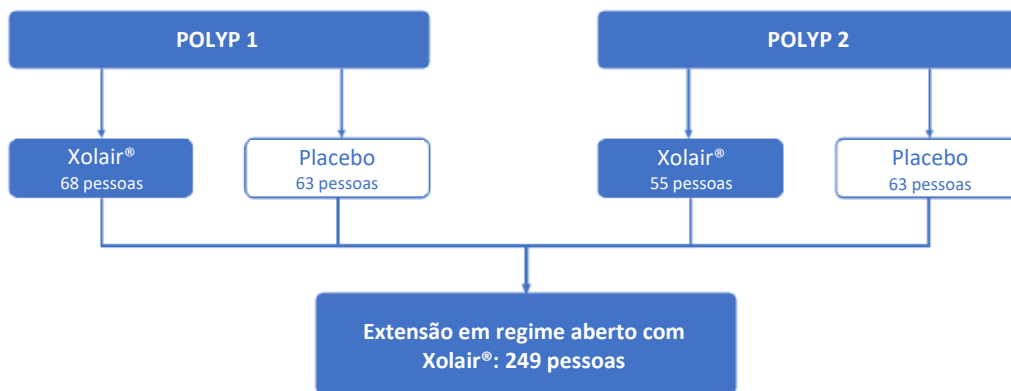 POLYP 1
POLYP 2
Xolair®
68 pessoas
Placebo
63 pessoas
Xolair®
55 pessoas
Placebo
63 pessoas
Extensão em regime aberto com
Xolair®: 249 pessoas